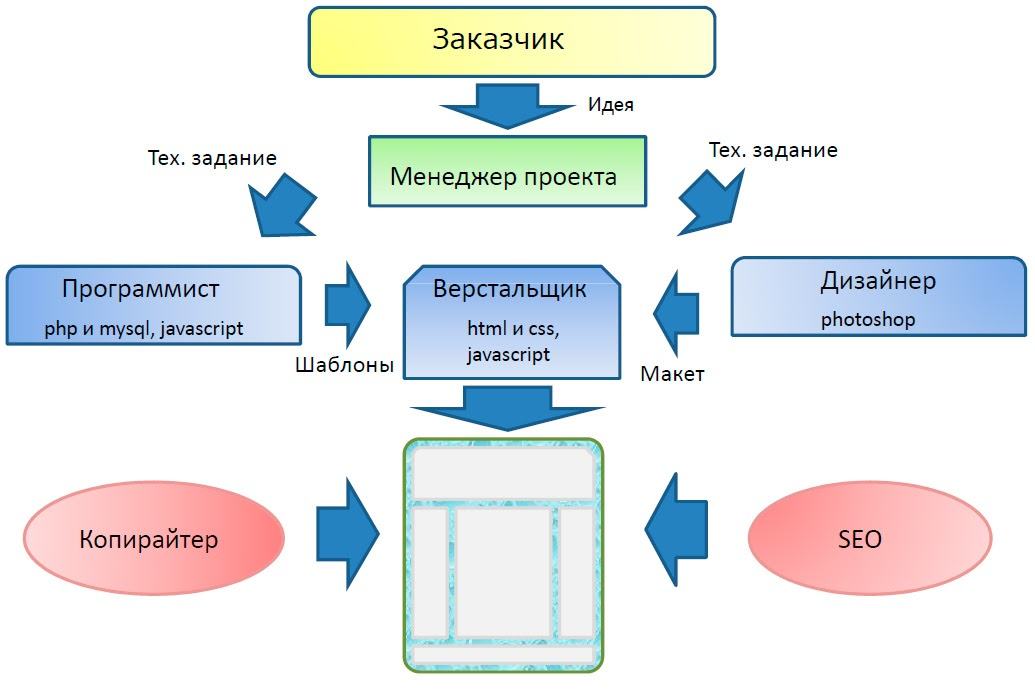 Заказчик
Идея
Тех. задание
Менеджер проекта
Тех. задание
Программист
php и mysql, javascript
Шаблоны
Верстальщик
html и css,
javascript
Дизайнер
photoshop
Макет
Копирайтер
SEO